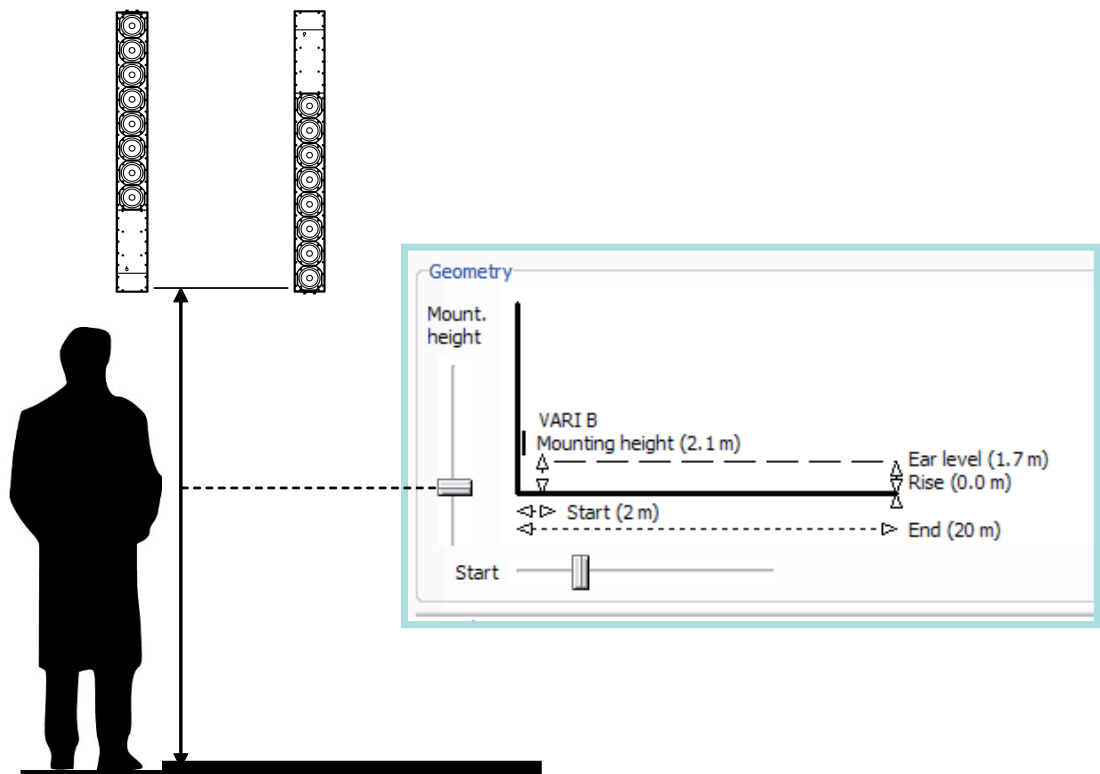 Geometry
Mount.
height
VARI B
Mounting height (2.1 m)
Ear level (1.7 m)
Rise (0.0 m)
Start (2 m)
End (20 m)
Start